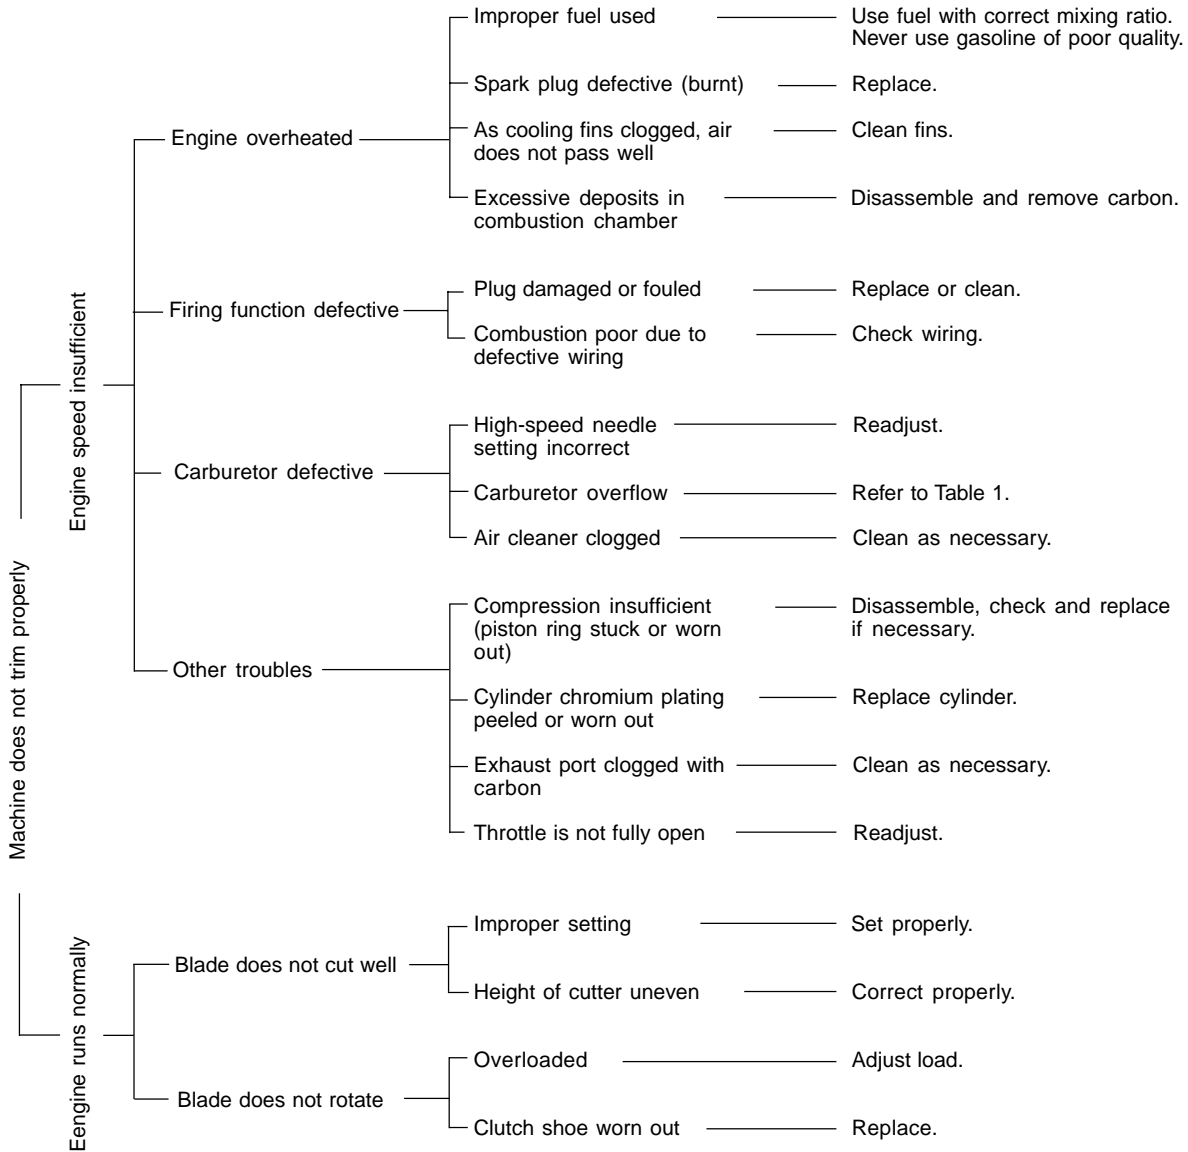 Machine does not trim properly
Engine speed insufficient
Engine overheated
Improper fuel used
Use fuel with correct mixing ratio.
Never use gasoline of poor quality.
Spark plug defective (burnt)
Replace.
As cooling fins clogged, air
does not pass well
Clean fins.
Excessive deposits in
combustion chamber
Disassemble and remove carbon.
Firing function defective
Plug damaged or fouled
Replace or clean.
Combustion poor due to
defective wiring
Check wiring.
Carburetor defective
High-speed needle
setting incorrect
Readjust.
Carburetor overflow
Refer to Table 1.
Air cleaner clogged
Clean as necessary.
Other troubles
Compression insufficient
(piston ring stuck or worn
out)
Disassemble, check and replace
if necessary.
Cylinder chromium plating
peeled or worn out
Replace cylinder.
Exhaust port clogged with
carbon
Clean as necessary.
Throttle is not fully open
Readjust.
Eengine runs normally
Blade does not cut well
Improper setting
Set properly.
Height of cutter uneven
Correct properly.
Blade does not rotate
Overloaded
Adjust load.
Clutch shoe worn out
Replace.